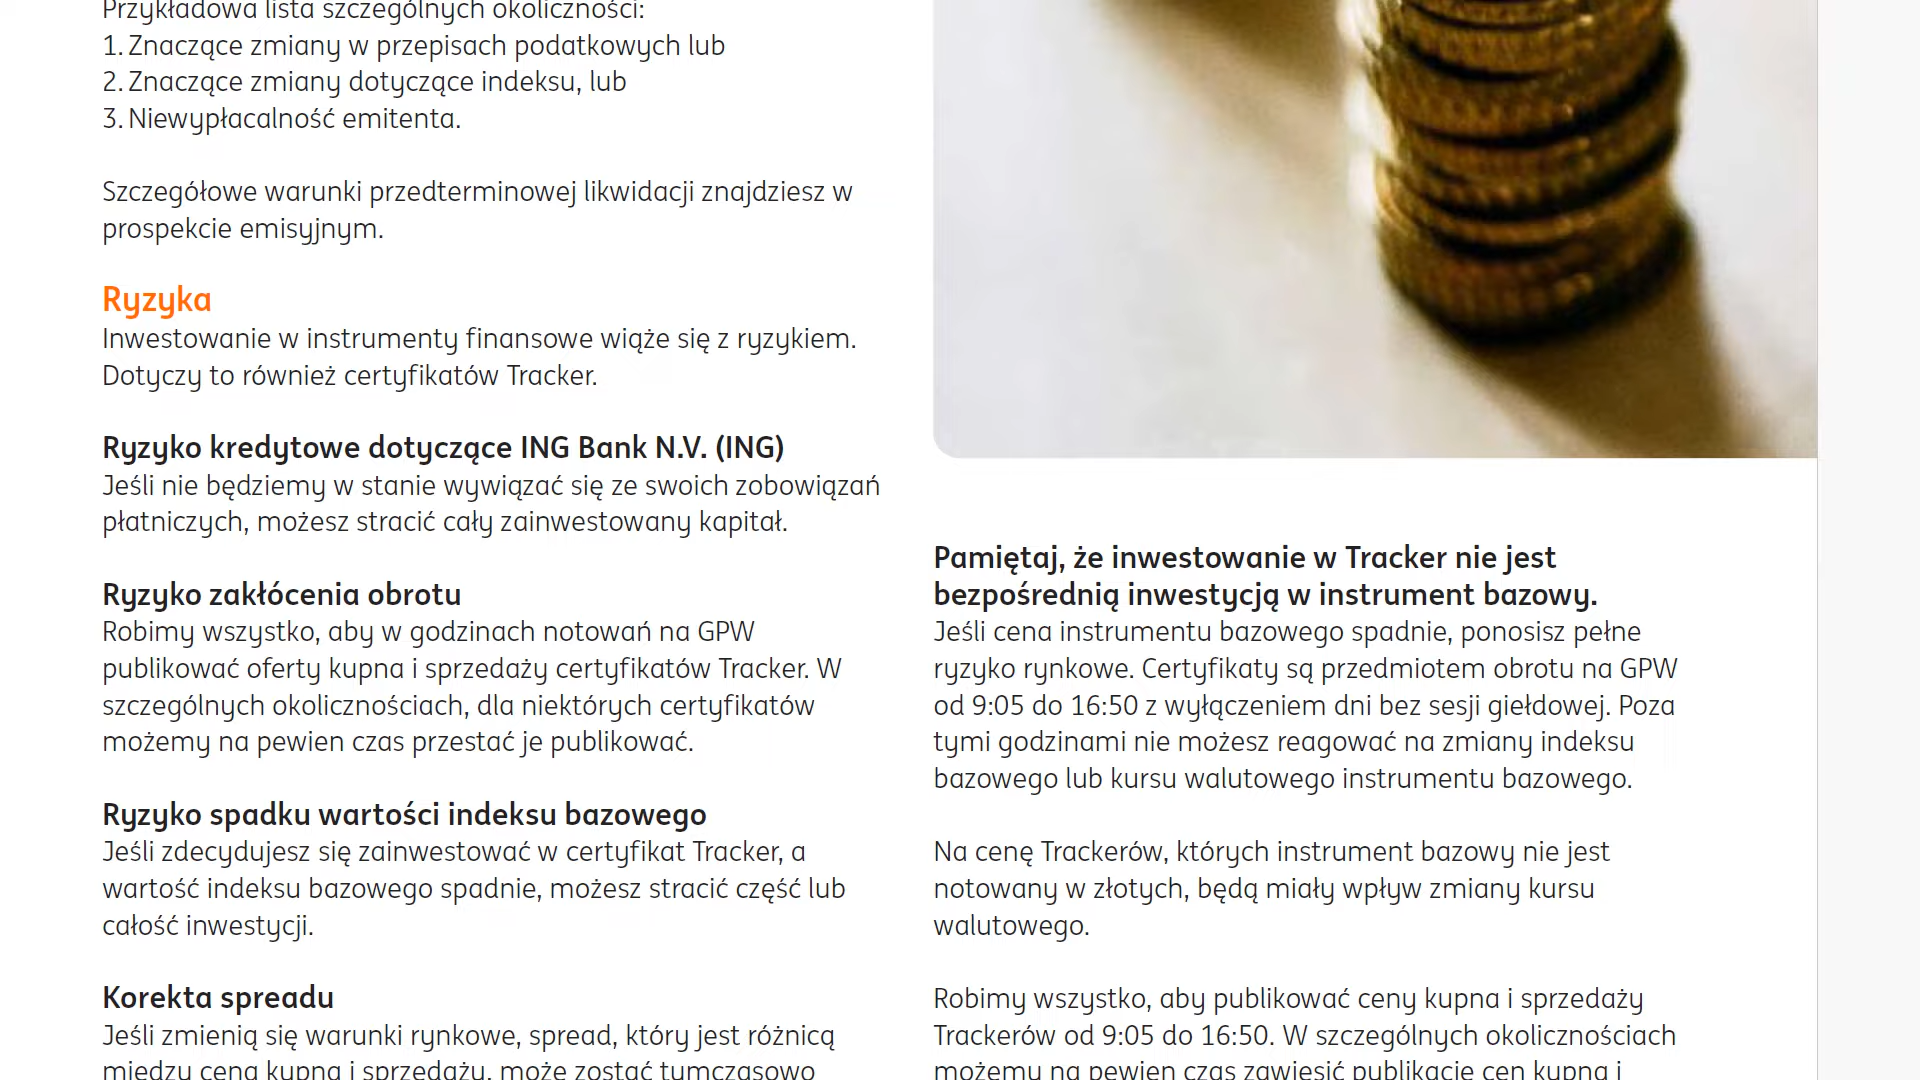 Przykładowa lista szczególnych okoliczności:
1. Znaczące zmiany w przepisach podatkowych lub
2. Znaczące zmiany dotyczące indeksu, lub
3. Niewypłacalność emitenta.
Szczegółowe warunki przedterminowej likwidacji znajdziesz w
prospekcie emisyjnym.
Ryzyka
Inwestowanie w instrumenty finansowe wiąże się z ryzykiem.
Dotyczy to również certyfikatów Tracker.
Ryzyko kredytowe dotyczące ING Bank N.V. (ING)
Jeśli nie będziemy w stanie wywiązać się ze swoich zobowiązań
płatniczych, możesz stracić cały zainwestowany kapitał.
Ryzyko zakłócenia obrotu
Robimy wszystko, aby w godzinach notowań na GPW
publikować oferty kupna i sprzedaży certyfikatów Tracker. W
szczególnych okolicznościach, dla niektórych certyfikatów
możemy na pewien czas przestać je publikować.
Ryzyko spadku wartości indeksu bazowego
Jeśli zdecydujesz się zainwestować w certyfikat Tracker, a
wartość indeksu bazowego spadnie, możesz stracić część lub
całość inwestycji.
Korekta spreadu
Jeśli zmienią się warunki rynkowe, spread, który jest różnicą
między ceną kupna i sprzedaży, może zostać tymczasowo
Pamiętaj, że inwestowanie w Tracker nie jest
bezpośrednią inwestycją w instrument bazowy.
Jeśli cena instrumentu bazowego spadnie, ponosisz pełne
ryzyko rynkowe. Certyfikaty są przedmiotem obrotu na GPW
od 9:05 do 16:50 z wyłączeniem dni bez sesji giełdowej. Poza
tymi godzinami nie możesz reagować na zmiany indeksu
bazowego lub kursu walutowego instrumentu bazowego.
Na cenę Trackerów, których instrument bazowy nie jest
notowany w złotych, będą miały wpływ zmiany kursu
walutowego.
Robimy wszystko, aby publikować ceny kupna i sprzedaży
Trackerów od 9:05 do 16:50. W szczególnych okolicznościach
możemy na pewien czas zawiesić publikację cen kupna i